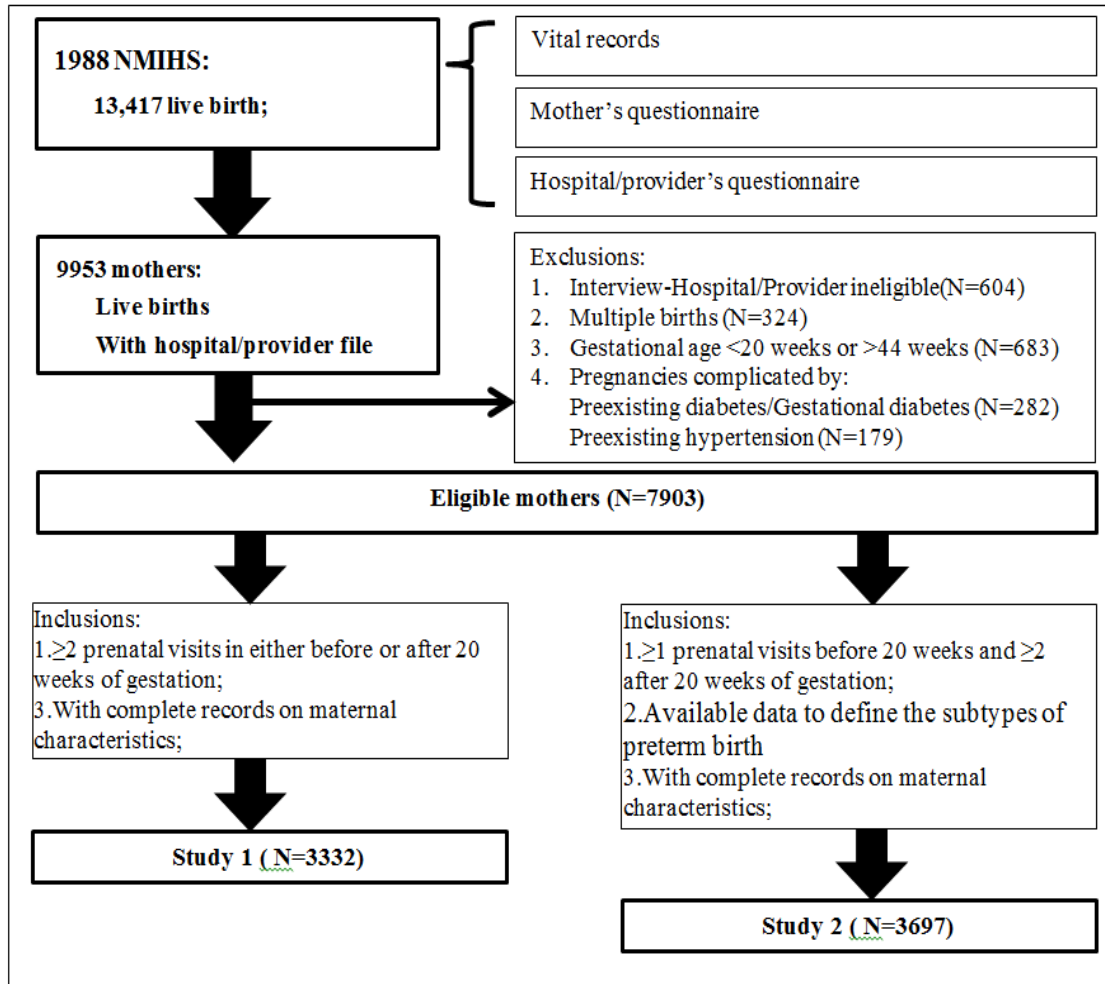 1988 NMIHS:
13,417 live birth;
Vital records
Mother's questionnaire
Hospital/provider's questionnaire
9953 mothers:
Live births
With hospital/provider file
Exclusions:
1. Interview-Hospital/Provider ineligible(N=604)
2. Multiple births (N=324)
3. Gestational age <20 weeks or >44 weeks (N=683)
4. Pregnancies complicated by:
Preexisting diabetes/Gestational diabetes (N=282)
Preexisting hypertension (N=179)
Eligible mothers (N=7903)
Inclusions:
1.≥2 prenatal visits in either before or after 20
weeks of gestation;
3.With complete records on maternal
characteristics;
Study 1 ( N=3332)
Inclusions:
1.≥1 prenatal visits before 20 weeks and ≥2
after 20 weeks of gestation;
2.Available data to define the subtypes of
preterm birth
3.With complete records on maternal
characteristics;
Study 2 ( N=3697)